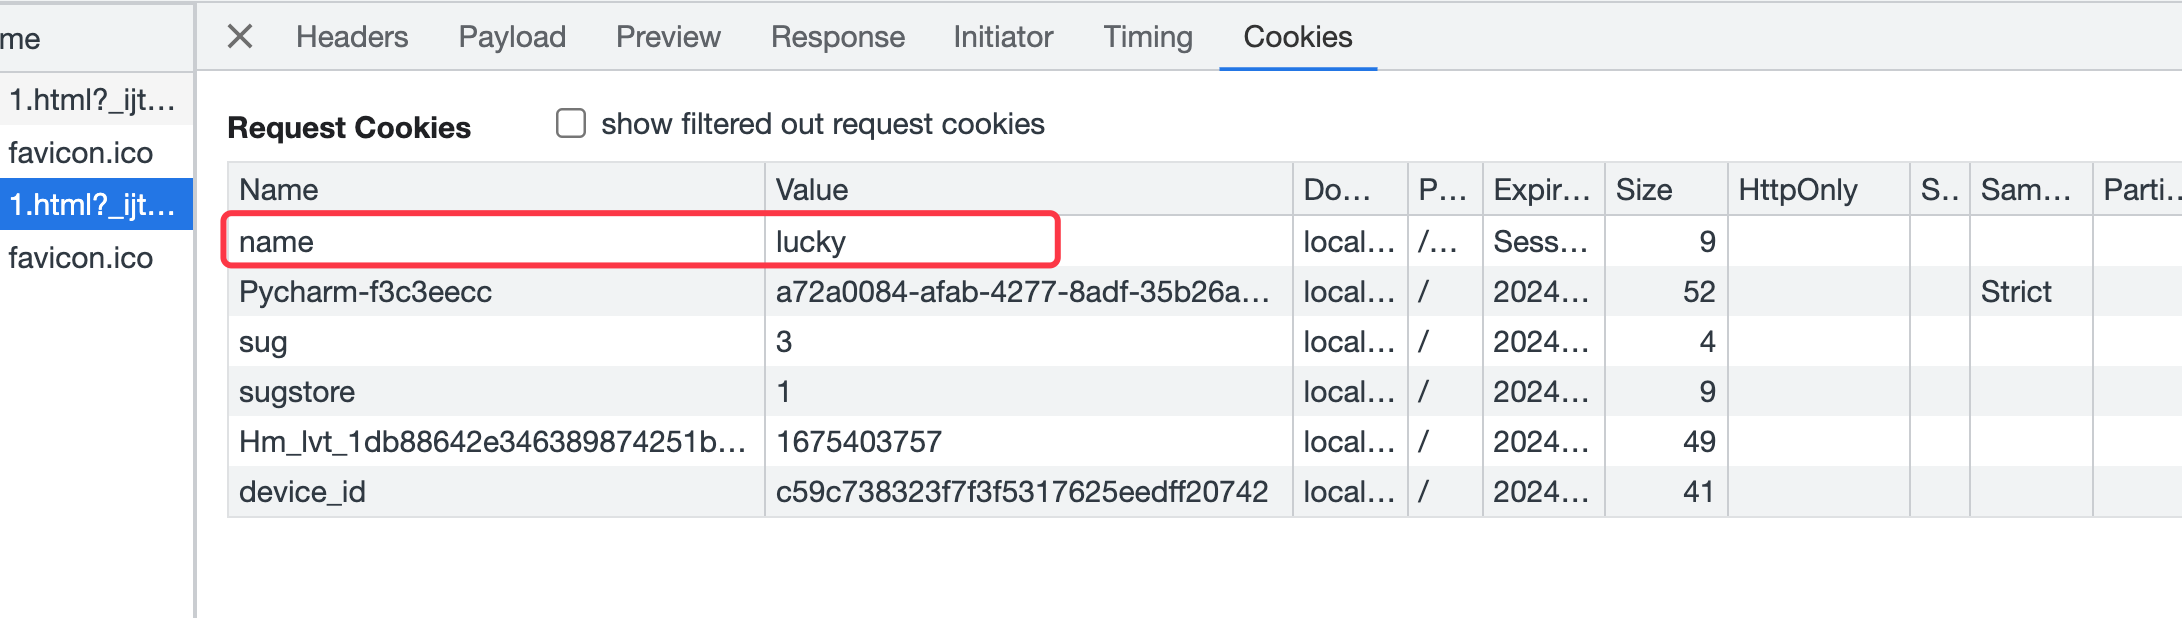 me
Headers Payload Preview Response Initiator Timing Cookies
1.html?_ijt...
favicon.ico
1.html?_ijt...
favicon.ico
Request Cookies show filtered out request cookies
Name Value Do... P... Expir... Size HttpOnly S.. Sam... Parti..
name lucky local... /... Sess... 9
Pycharm-f3c3eecc a72a0084-afab-4277-8adf-35b26a... local... / 2024... 52 Strict
sug 3 local... / 2024... 4
sugstore 1 local... / 2024... 9
Hm_lvt_1db88642e346389874251b... 1675403757 local... / 2024... 49
device_id c59c738323f7f3f5317625eedff20742 local... / 2024... 41